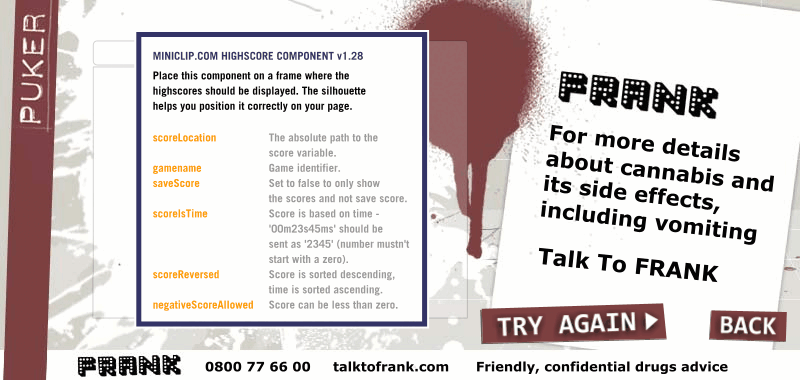 PUKER
MINICLIP.COM HIGHSCORE COMPONENT v1.28
Place this component on a frame where the
highscores should be displayed. The silhouette
helps you position it correctly on your page.
scoreLocation The absolute path to the
score variable.
gamename Game identifier.
saveScore Set to false to only show
the scores and not save score.
scoreIsTime Score is based on time -
'00m23s45ms' should be
sent as '2345' (number mustn't
start with a zero).
scoreReversed Score is sorted descending,
time is sorted ascending.
negativeScoreAllowed Score can be less than zero.
FRANK
For more details
about cannabis and
its side effects,
including vomiting
Talk To FRANK
TRY AGAIN
BACK
FRANK 0800 77 66 00 talktofrank.com Friendly, confidential drugs advice